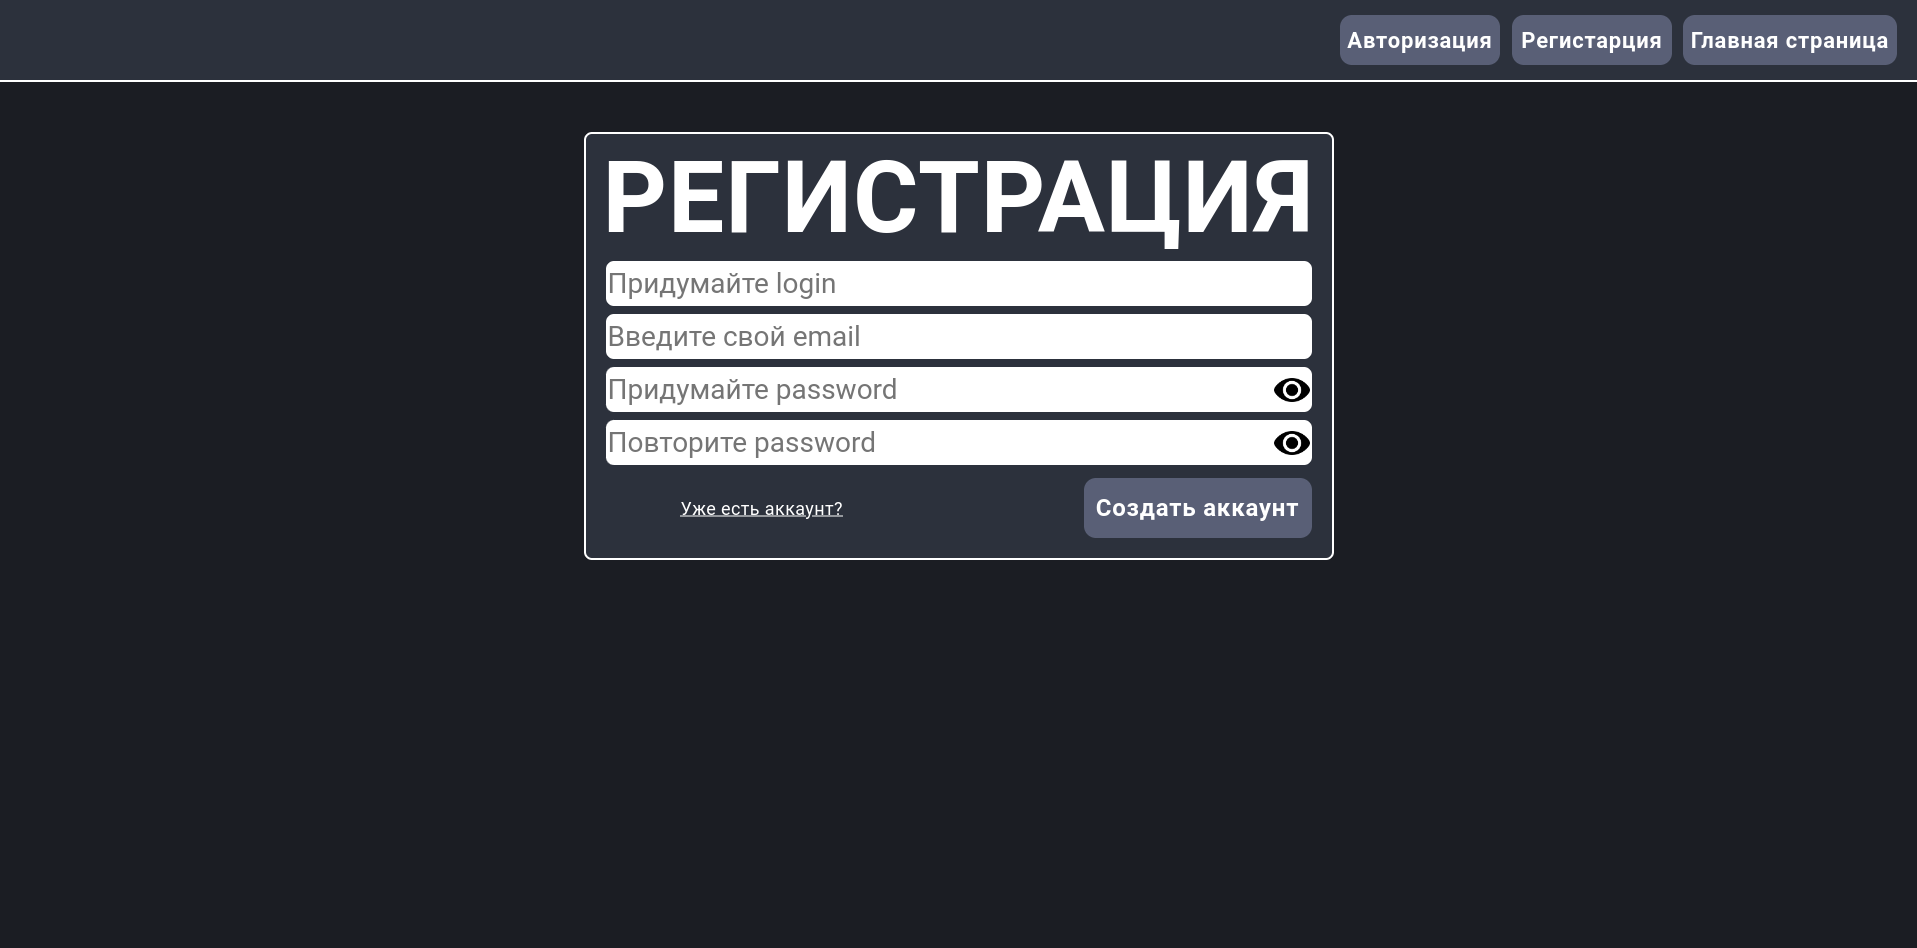 Авторизация Регистарция Главная страница
РЕГИСТРАЦИЯ
Придумайте login
Введите свой email
Придумайте password
Повторите password
Уже есть аккаунт? Создать аккаунт